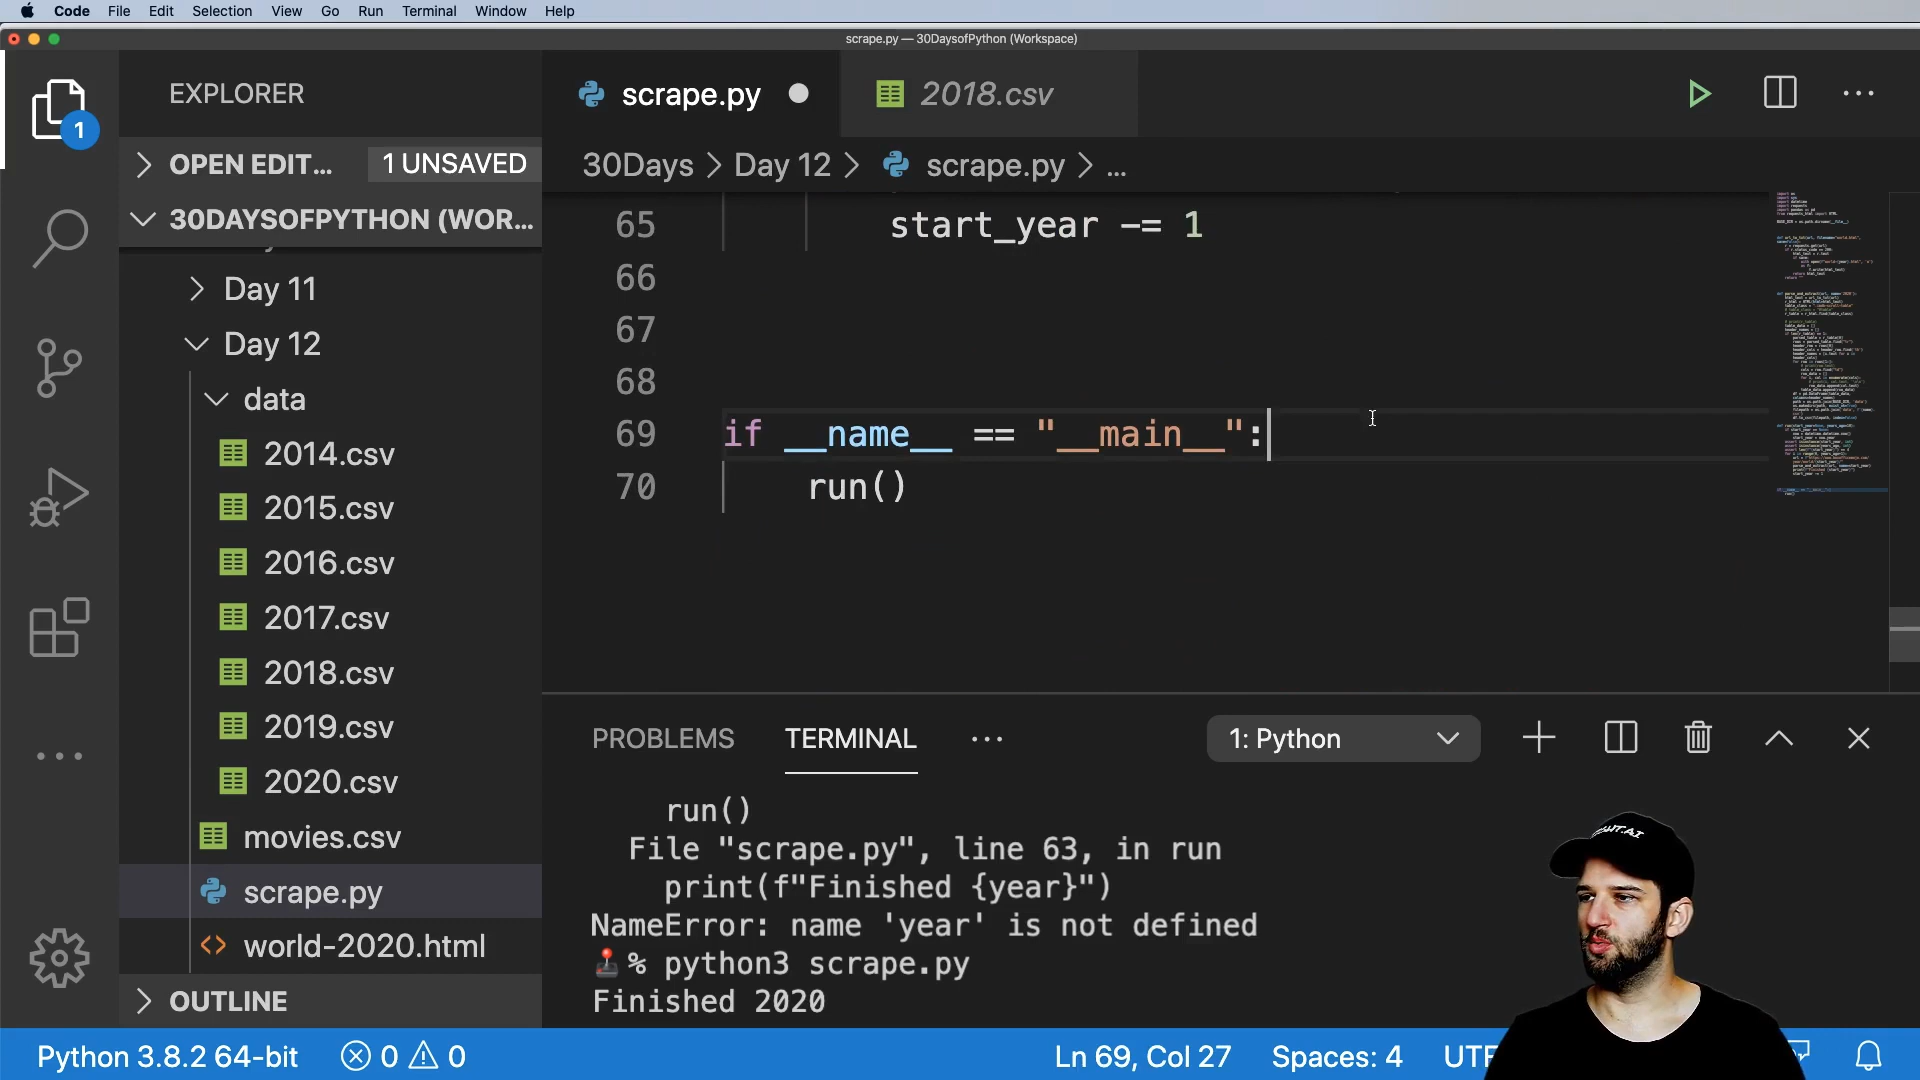 Code File Edit Selection View Go Run Terminal Window Help
scrape.py — 30DaysofPython (Workspace)
EXPLORER
1
OPEN EDIT... 1 UNSAVED
30DAYSOFPYTHON (WOR...
Day 11
Day 12
data
2014.csv
2015.csv
2016.csv
2017.csv
2018.csv
2019.csv
2020.csv
movies.csv
scrape.py
world-2020.html
OUTLINE
scrape.py 2018.csv
30Days > Day 12 > scrape.py > ...
65 start_year -= 1
66
67
68
69 if __name__ == "__main__":
70 run()
PROBLEMS TERMINAL ... 1: Python
run()
File "scrape.py", line 63, in run
print(f"Finished {year}")
NameError: name 'year' is not defined
% python3 scrape.py
Finished 2020
Python 3.8.2 64-bit 0 0 Ln 69, Col 27 Spaces: 4 UTF